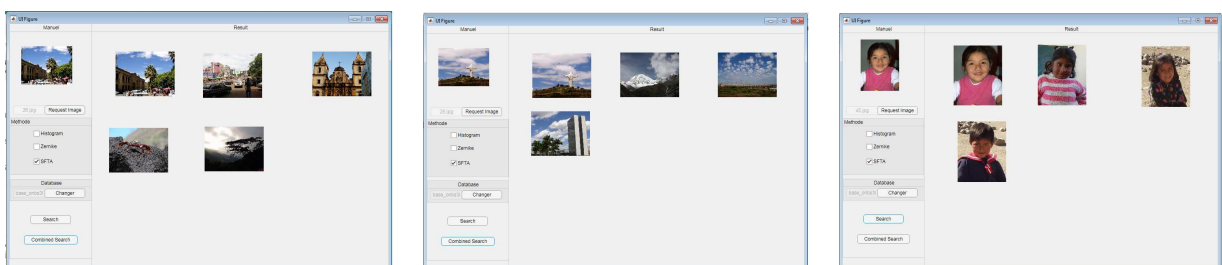 UI Figure
Manuel
Result
Request Image
Methode
Histogram
Zernike
SFTA
Database
Changer
Search
Combined Search
UI Figure
Manuel
Result
Request Image
Methode
Histogram
Zernike
SFTA
Database
Changer
Search
Combined Search
UI Figure
Manuel
Result
Request Image
Methode
Histogram
Zernike
SFTA
Database
Changer
Search
Combined Search